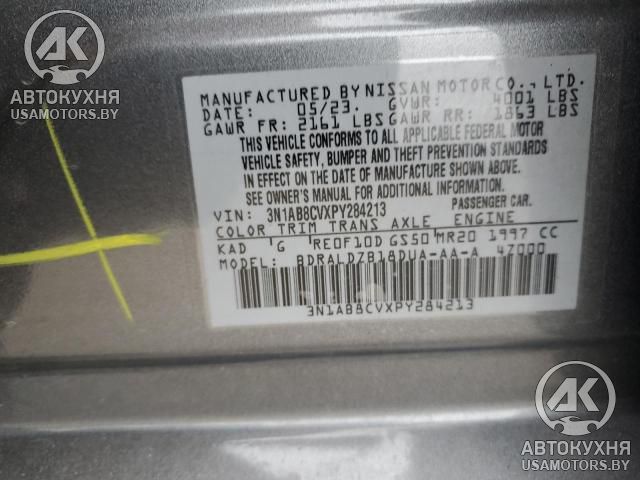 AK
АВТОКУХНЯ
USAMOTORS.BY
MANUFACTURED BY NISSAN MOTOR CO., LTD.
DATE: 05/23. GVWR: 4001 LBS
GAWR FR: 2161 LBS GAWR RR: 1863 LBS
THIS VEHICLE CONFORMS TO ALL APPLICABLE FEDERAL MOTOR
VEHICLE SAFETY, BUMPER AND THEFT PREVENTION STANDARDS
IN EFFECT ON THE DATE OF MANUFACTURE SHOWN ABOVE.
SEE OWNER'S MANUAL FOR ADDITIONAL INFORMATION.
VIN: 3N1AB8CVXPY284213 PASSENGER CAR.
COLOR TRIM TRANS AXLE ENGINE
KAD G RE0F10D GS50 MR20 1997 CC
MODEL: BDRALDZB18DUA-AA-A 47000
3N1AB8CVXPY284213
AK
АВТОКУХНЯ
USAMOTORS.BY